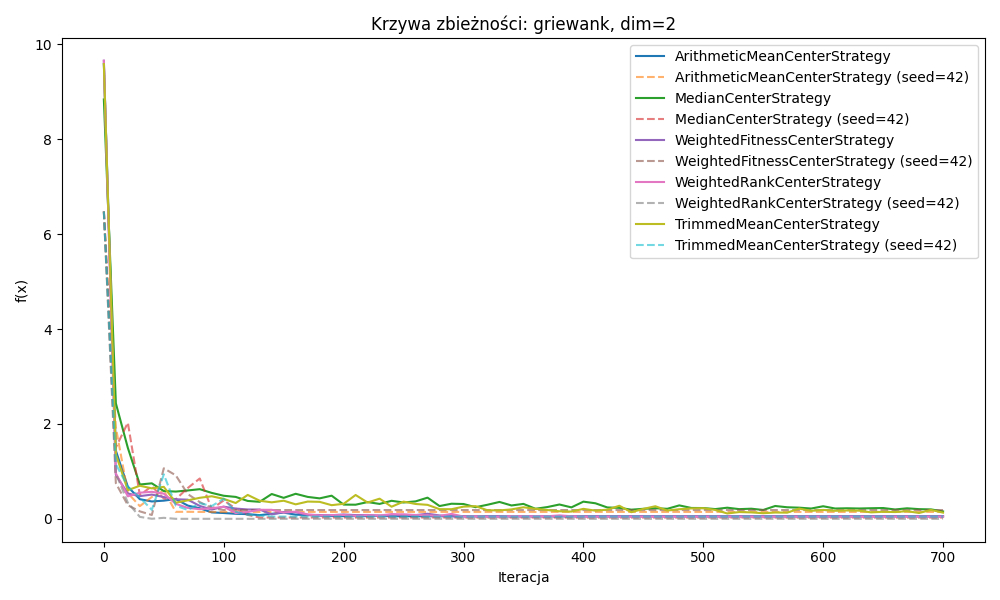 Krzywa zbieżności: griewank, dim=2
10
8
6
4
2
0
f(x)
ArithmeticMeanCenterStrategy
ArithmeticMeanCenterStrategy (seed=42)
MedianCenterStrategy
MedianCenterStrategy (seed=42)
WeightedFitnessCenterStrategy
WeightedFitnessCenterStrategy (seed=42)
WeightedRankCenterStrategy
WeightedRankCenterStrategy (seed=42)
TrimmedMeanCenterStrategy
TrimmedMeanCenterStrategy (seed=42)
0 100 200 300 400 500 600 700
Iteracja